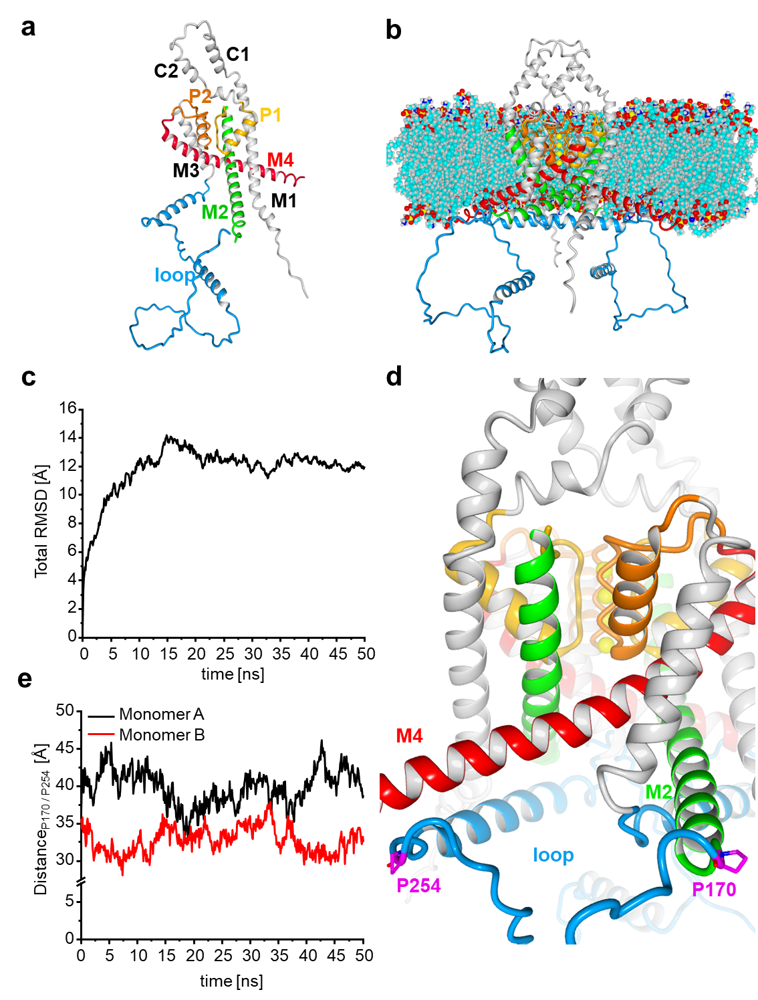 a
C1
C2
P2
P1
M4
M3
M1
M2
loop
b
c
16
14
12
10
8
6
4
2
0
Total RMSD [Å]
0 5 10 15 20 25 30 35 40 45 50
time [ns]
d
M4
M2
loop
P254
P170
e
Monomer A
Monomer B
50
45
40
35
30
5
0
Distance P170 / P254 [Å]
0 5 10 15 20 25 30 35 40 45 50
time [ns]